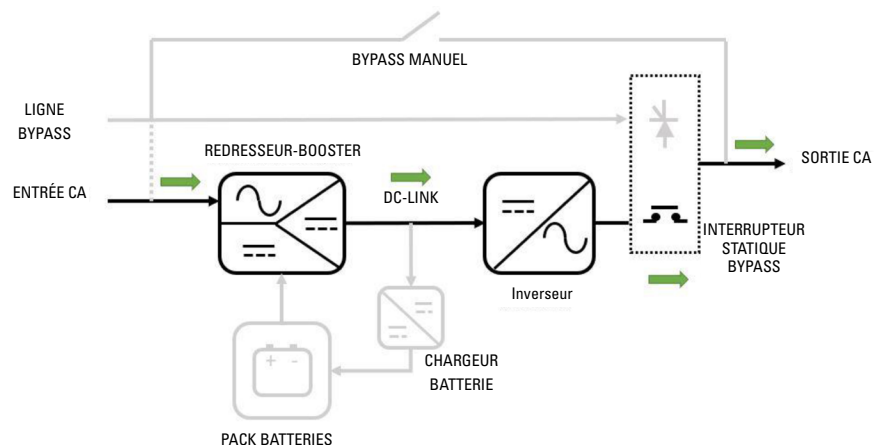 BYPASS MANUEL
LIGNE
BYPASS
REDRESSEUR-BOOSTER
ENTRÉE CA
DC-LINK
SORTIE CA
INTERRUPTEUR
STATIQUE
BYPASS
Inverseur
CHARGEUR
BATTERIE
+ -
PACK BATTERIES